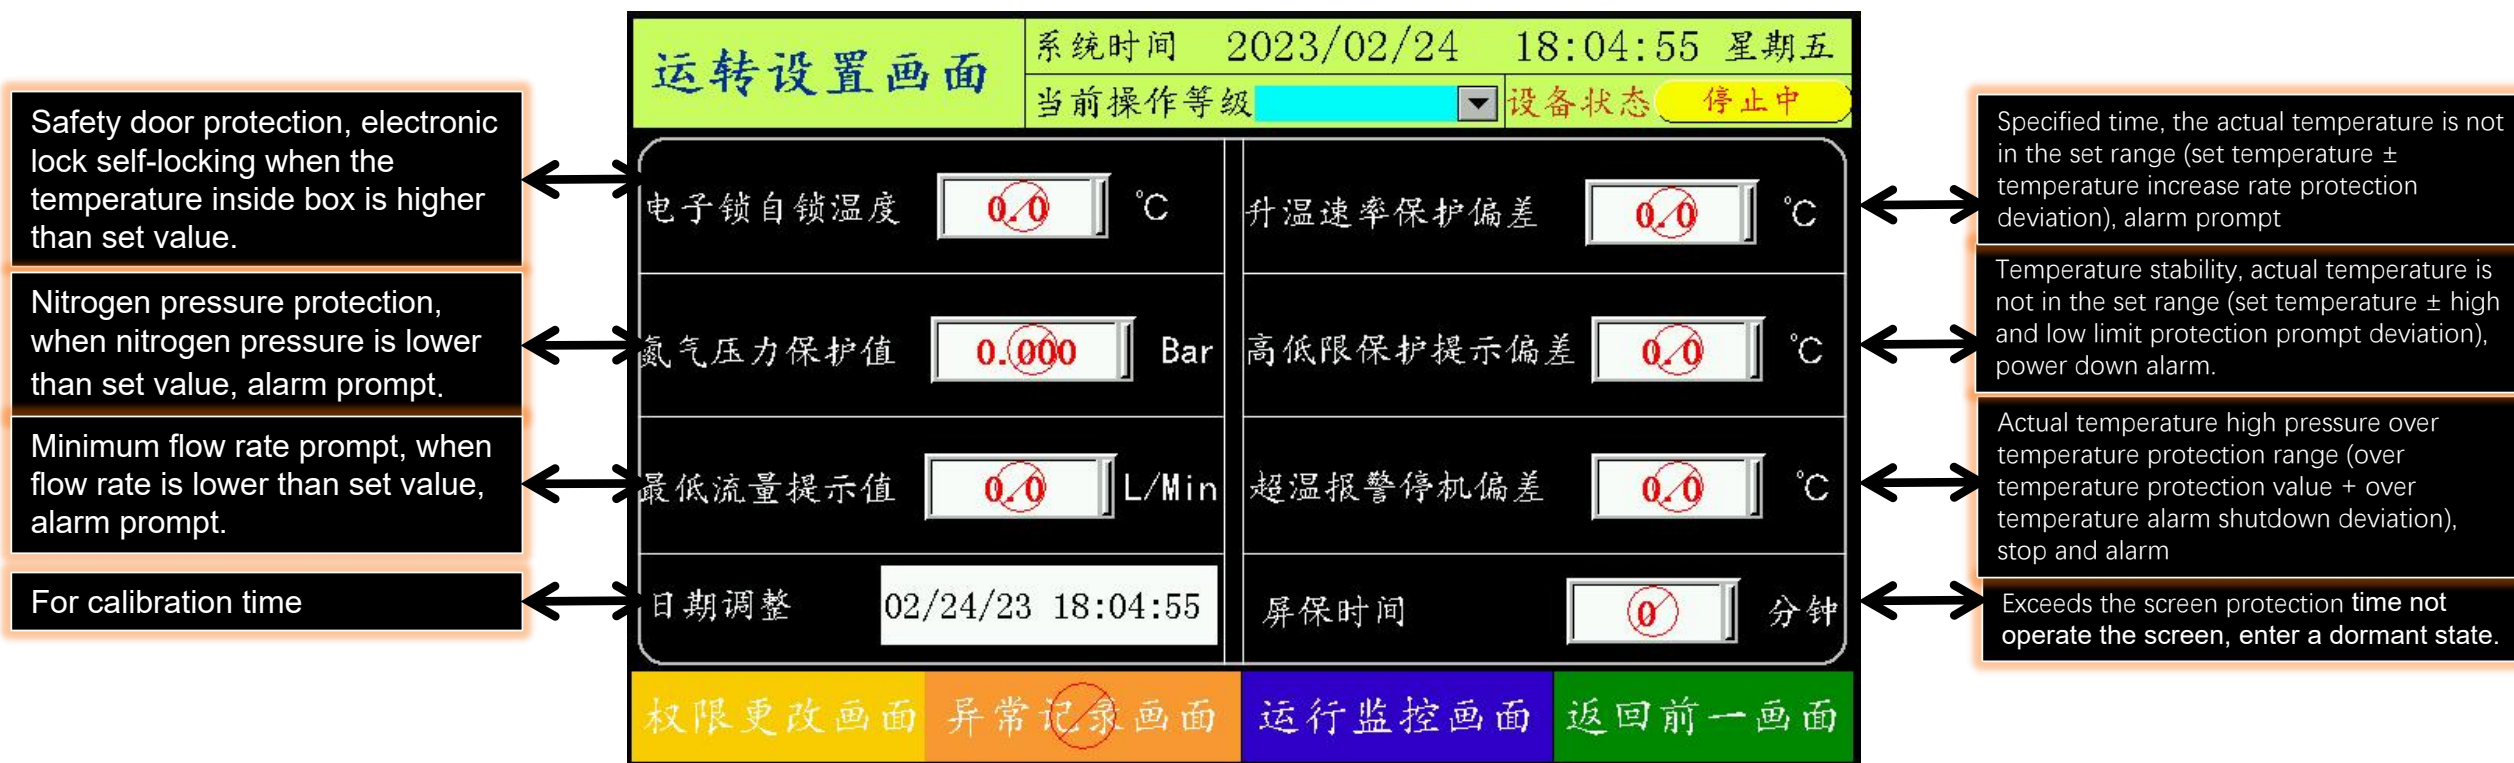 Safety door protection, electronic
lock self-locking when the
temperature inside box is higher
than set value.
Nitrogen pressure protection,
when nitrogen pressure is lower
than set value, alarm prompt.
Minimum flow rate prompt, when
flow rate is lower than set value,
alarm prompt.
For calibration time
运转设置画面
系统时间 2023/02/24 18:04:55 星期五
当前操作等级 设备状态 停止中
电子锁自锁温度 0.0 ℃
升温速率保护偏差 0.0 ℃
氮气压力保护值 0.000 Bar
高低限保护提示偏差 0.0 ℃
最低流量提示值 0.0 L/Min
超温报警停机偏差 0.0 ℃
日期调整 02/24/23 18:04:55
屏保时间 0 分钟
权限更改画面 异常记录画面 运行监控画面 返回前一画面
Specified time, the actual temperature is not
in the set range (set temperature ±
temperature increase rate protection
deviation), alarm prompt
Temperature stability, actual temperature is
not in the set range (set temperature ± high
and low limit protection prompt deviation),
power down alarm.
Actual temperature high pressure over
temperature protection range (over
temperature protection value + over
temperature alarm shutdown deviation),
stop and alarm
Exceeds the screen protection time not
operate the screen, enter a dormant state.